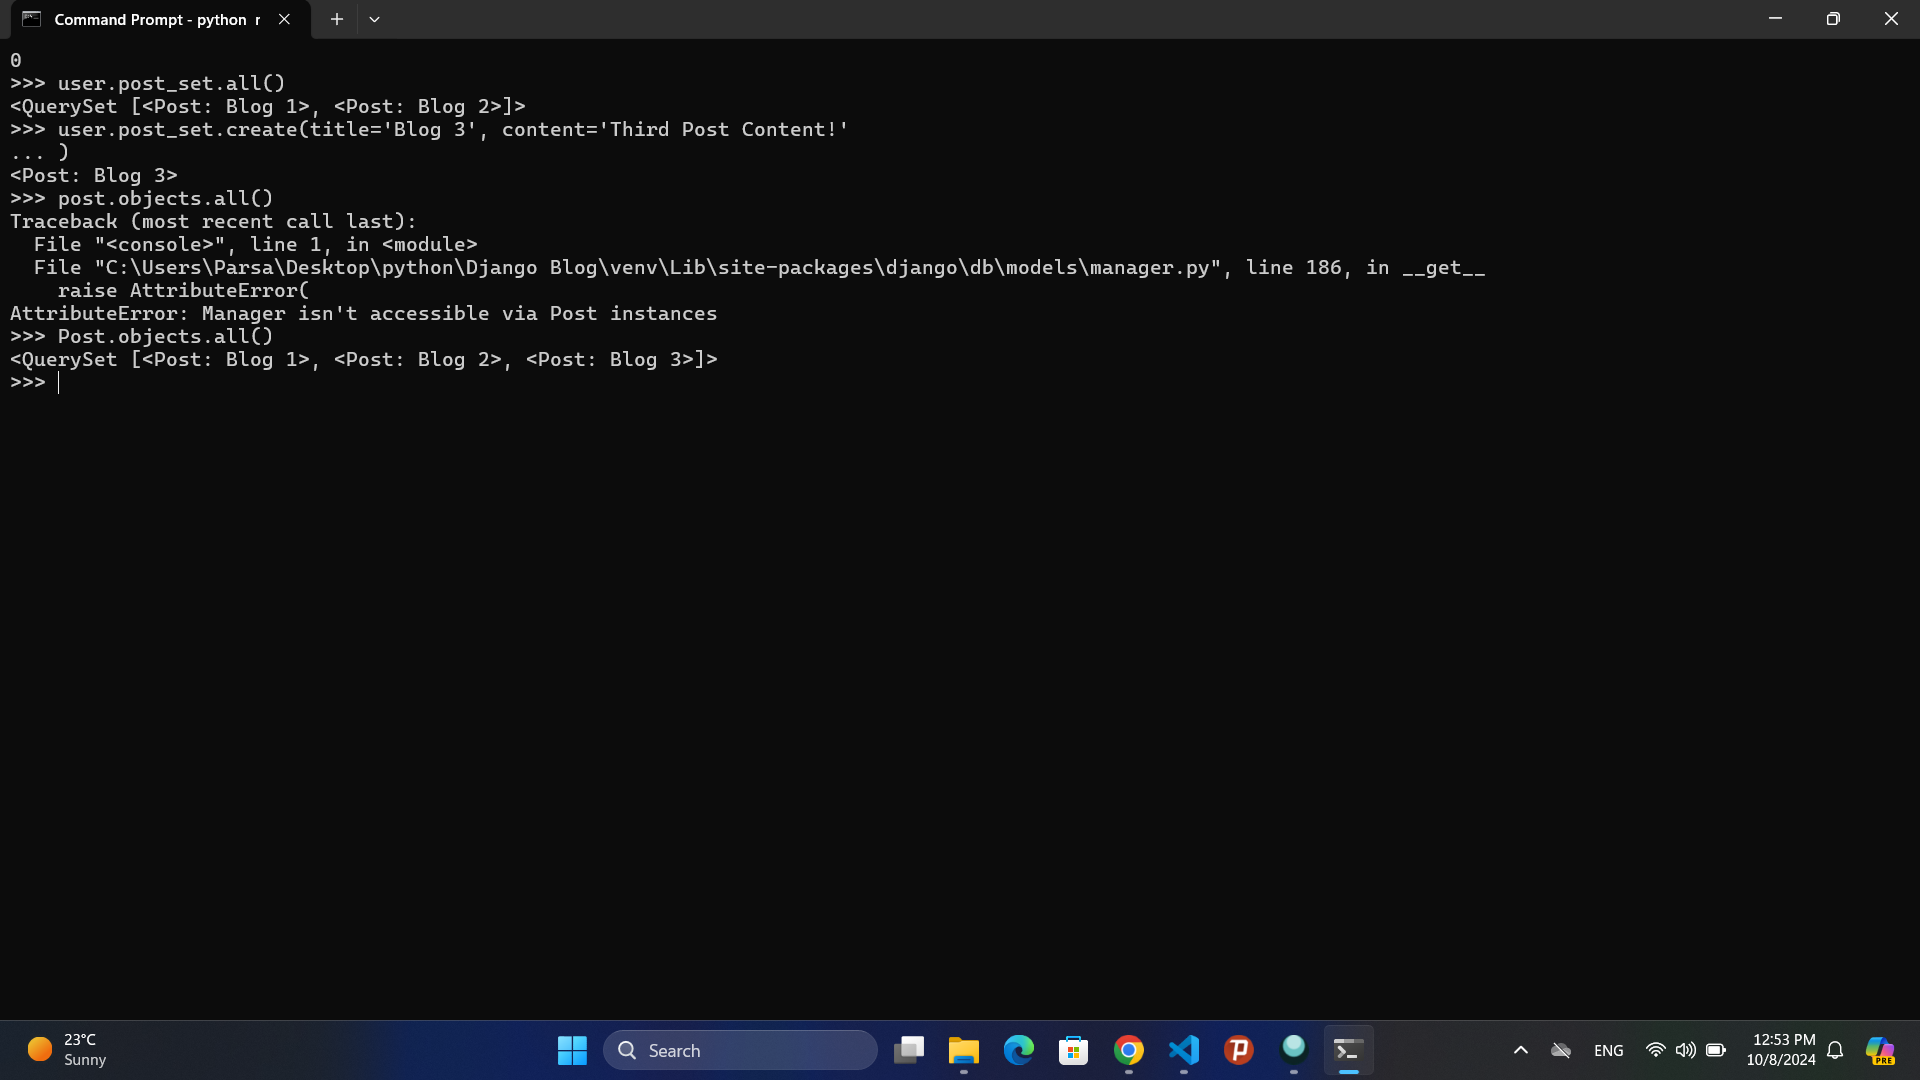 Command Prompt - python r
0
>>> user.post_set.all()
<QuerySet [<Post: Blog 1>, <Post: Blog 2>]>
>>> user.post_set.create(title='Blog 3', content='Third Post Content!'
... )
<Post: Blog 3>
>>> post.objects.all()
Traceback (most recent call last):
  File "<console>", line 1, in <module>
  File "C:\Users\Parsa\Desktop\python\Django Blog\venv\Lib\site-packages\django\db\models\manager.py", line 186, in __get__
    raise AttributeError(
AttributeError: Manager isn't accessible via Post instances
>>> Post.objects.all()
<QuerySet [<Post: Blog 1>, <Post: Blog 2>, <Post: Blog 3>]>
>>>
23°C
Sunny
Search
ENG
12:53 PM
10/8/2024
PRE